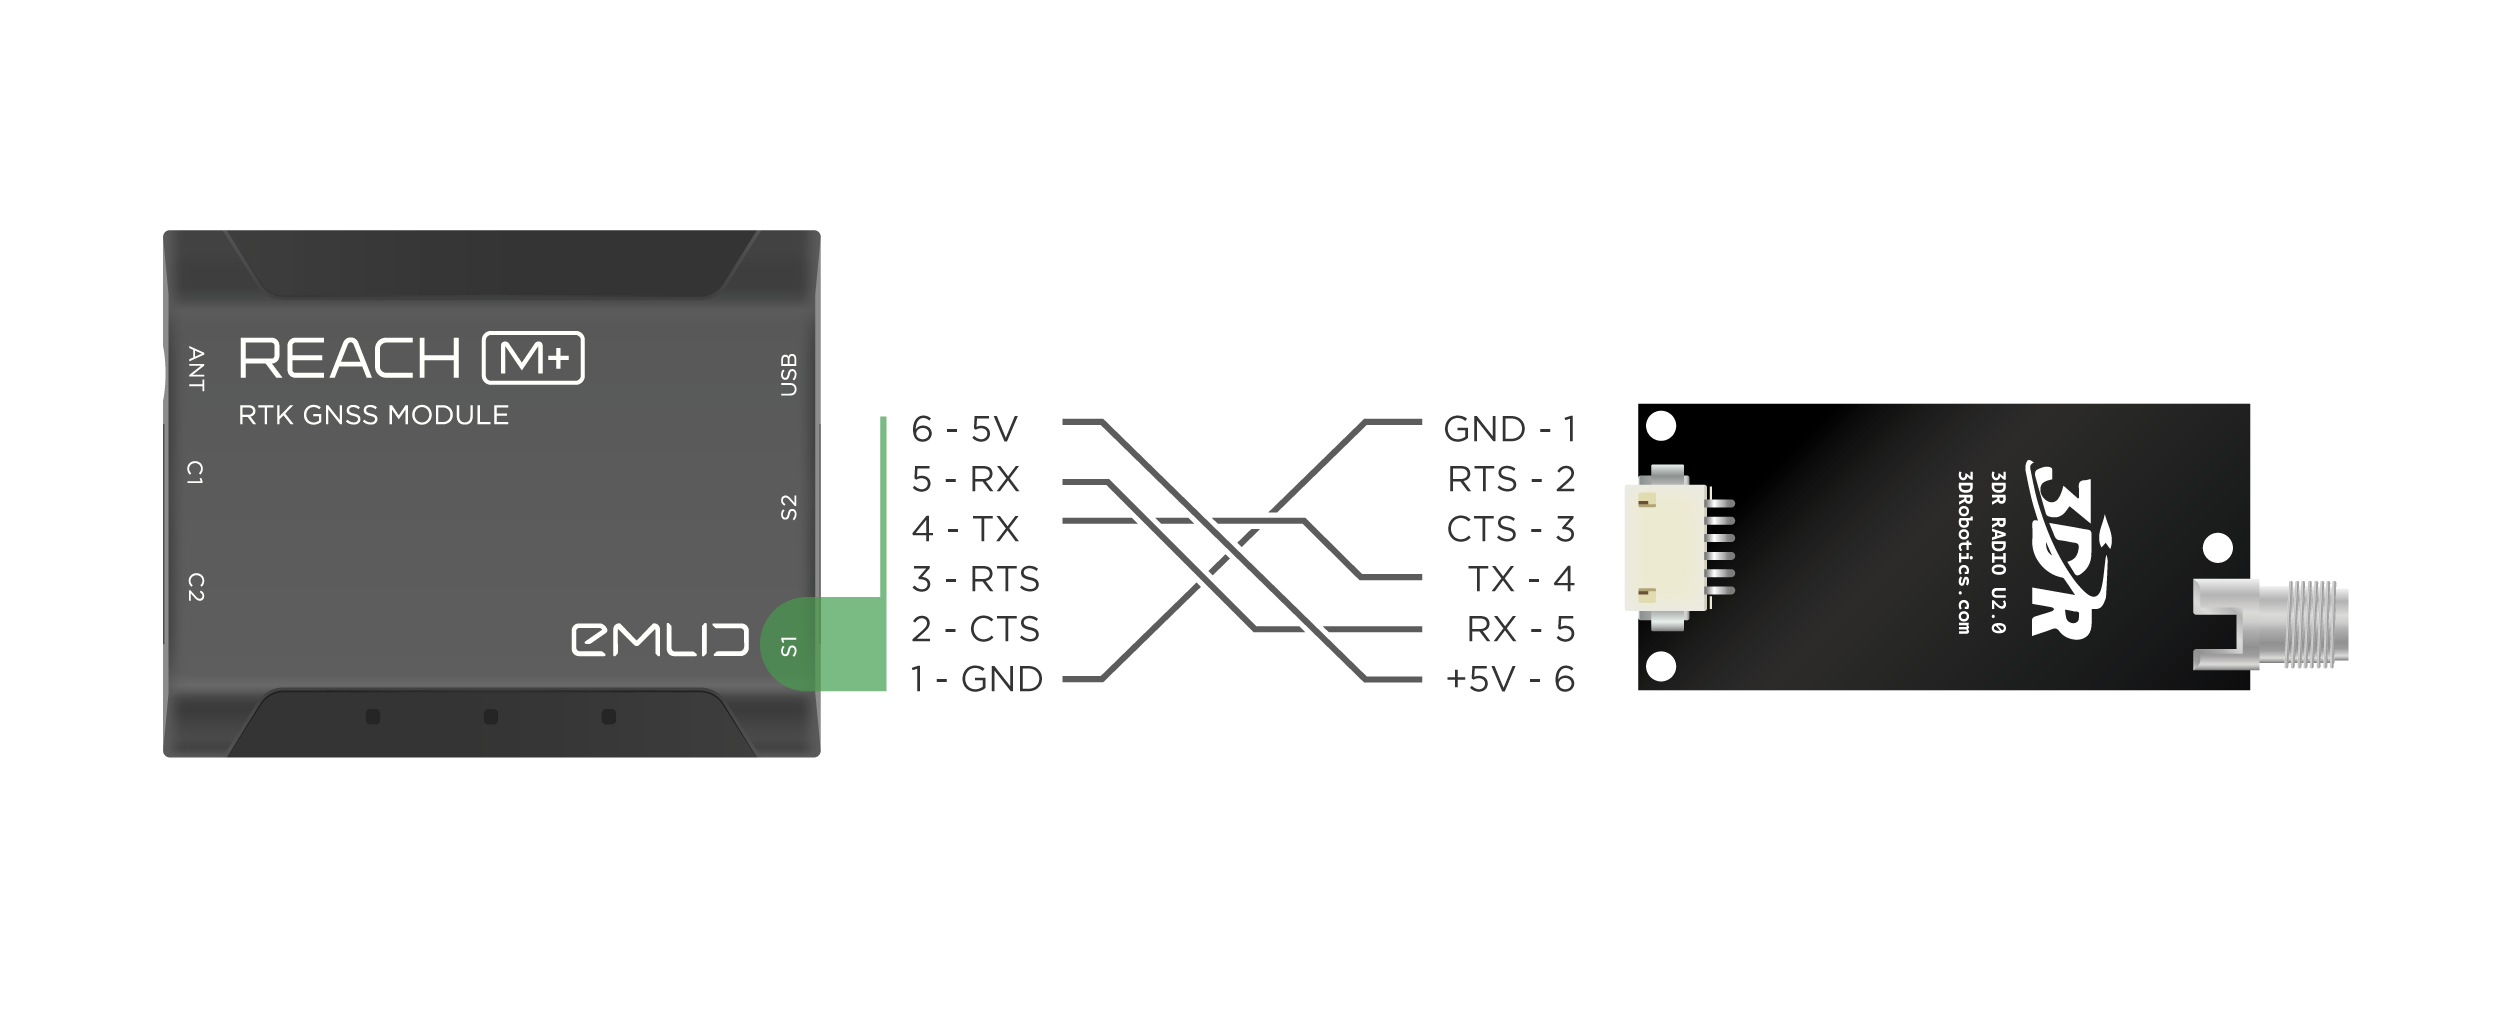 REACH M+
RTK GNSS MODULE
ANT
C1
C2
USB
S2
S1
EMLID
6 - 5V
5 - RX
4 - TX
3 - RTS
2 - CTS
1 - GND
GND - 1
RTS - 2
CTS - 3
TX - 4
RX - 5
+5V - 6
3DR
3DR RADIO V2.0
3DRobotics.com